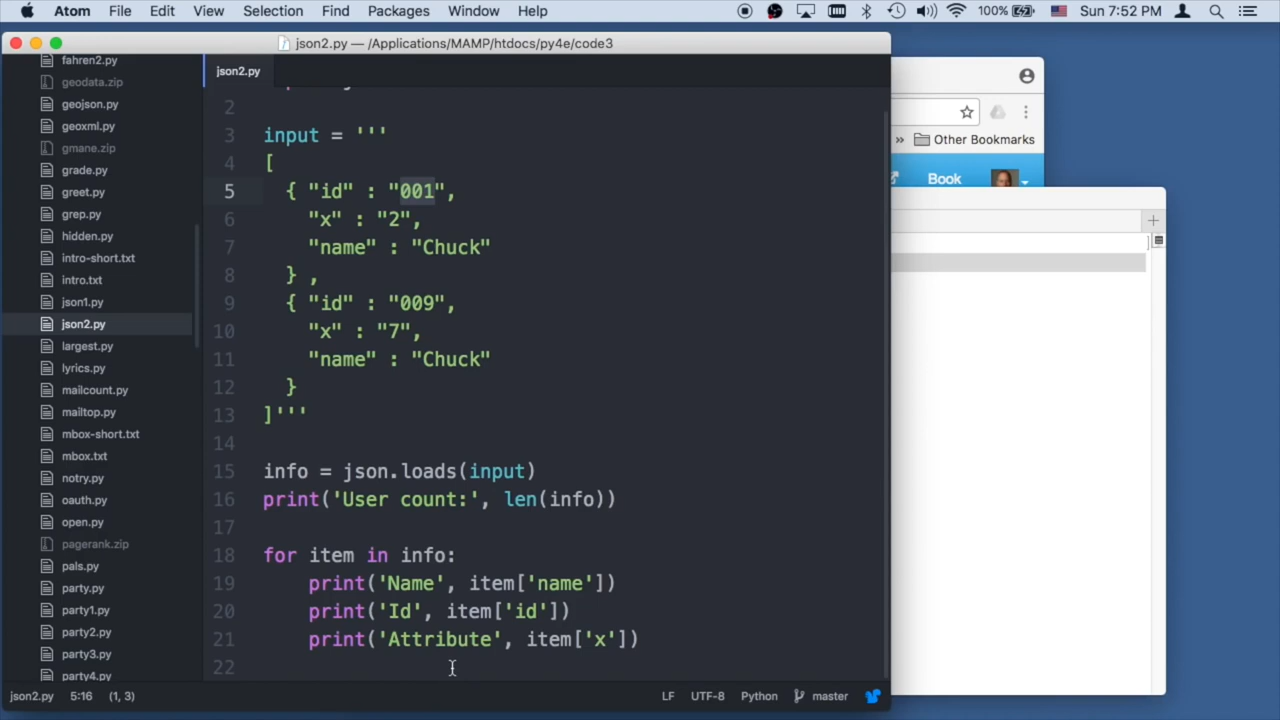 Atom File Edit View Selection Find Packages Window Help 100% Sun 7:52 PM
json2.py — /Applications/MAMP/htdocs/py4e/code3
fahren2.py
geodata.zip
geojson.py
geoxml.py
gmane.zip
grade.py
greet.py
grep.py
hidden.py
intro-short.txt
intro.txt
json1.py
json2.py
largest.py
lyrics.py
mailcount.py
mailtop.py
mbox-short.txt
mbox.txt
notry.py
oauth.py
open.py
pagerank.zip
pals.py
party.py
party1.py
party2.py
party3.py
party4.py
json2.py
2
3 input = '''
4 [
5 { "id" : "001",
6 "x" : "2",
7 "name" : "Chuck"
8 } ,
9 { "id" : "009",
10 "x" : "7",
11 "name" : "Chuck"
12 }
13 ]'''
14
15 info = json.loads(input)
16 print('User count:', len(info))
17
18 for item in info:
19 print('Name', item['name'])
20 print('Id', item['id'])
21 print('Attribute', item['x'])
22
json2.py 5:16 (1, 3) LF UTF-8 Python master
» Other Bookmarks
Book